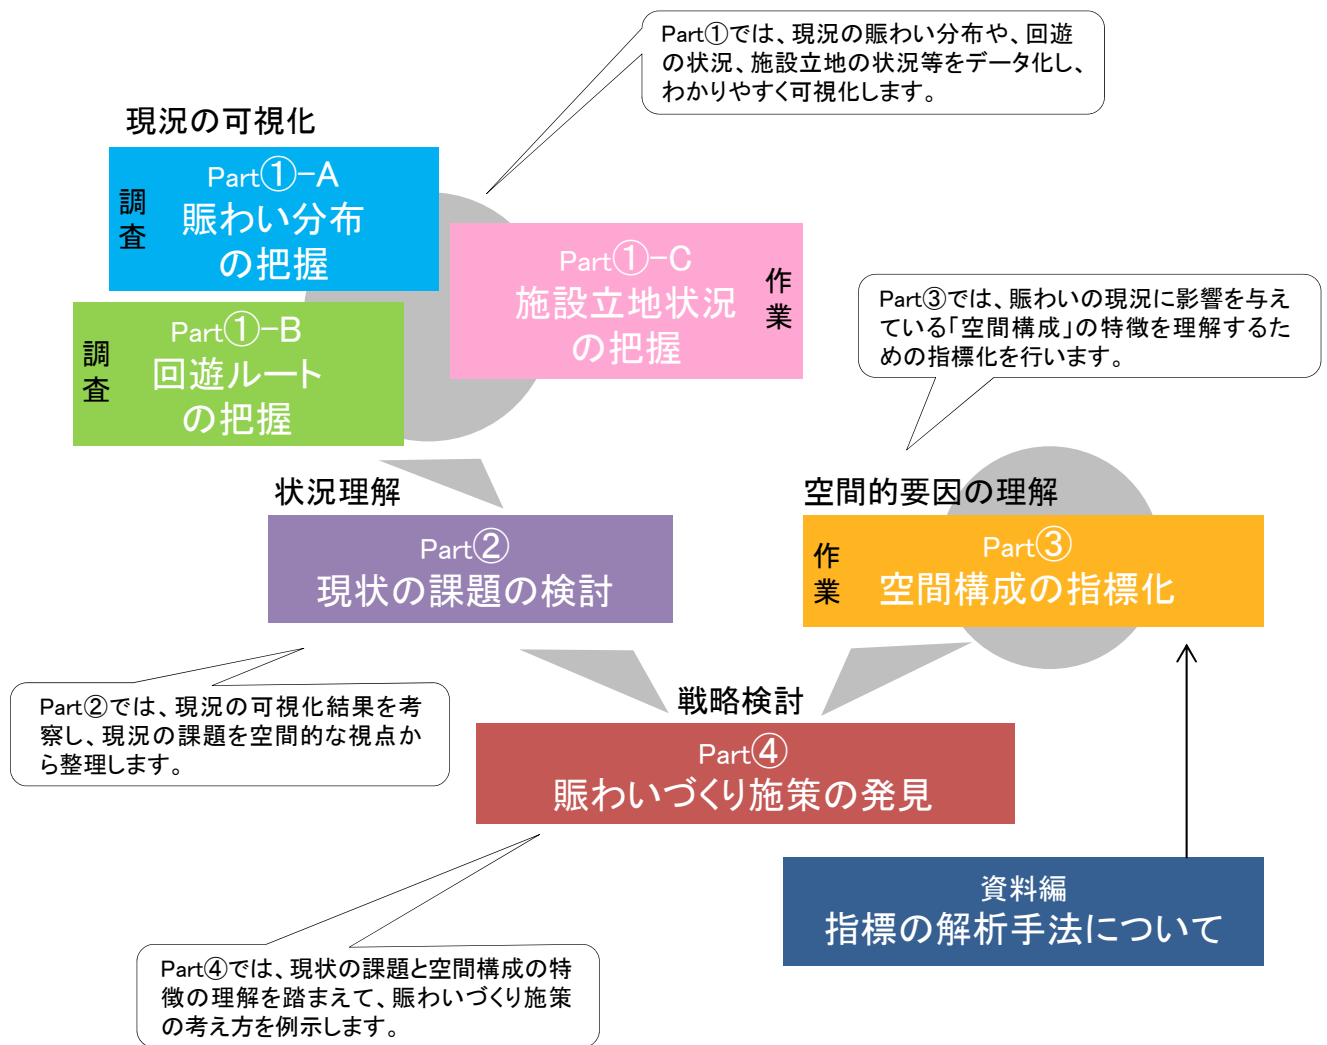 Part①では、現況の賑わい分布や、回遊
の状況、施設立地の状況等をデータ化し、
わかりやすく可視化します。
現況の可視化
調査
Part①-A
賑わい分布
の把握
Part①-C
施設立地状況
の把握
作業
調査
Part①-B
回遊ルート
の把握
Part③では、賑わいの現況に影響を与え
ている「空間構成」の特徴を理解するた
めの指標化を行います。
状況理解
Part②
現状の課題の検討
空間的要因の理解
作業
Part③
空間構成の指標化
Part②では、現況の可視化結果を考
察し、現況の課題を空間的な視点か
ら整理します。
戦略検討
Part④
賑わいづくり施策の発見
資料編
指標の解析手法について
Part④では、現状の課題と空間構成の特
徴の理解を踏まえて、賑わいづくり施策
の考え方を例示します。